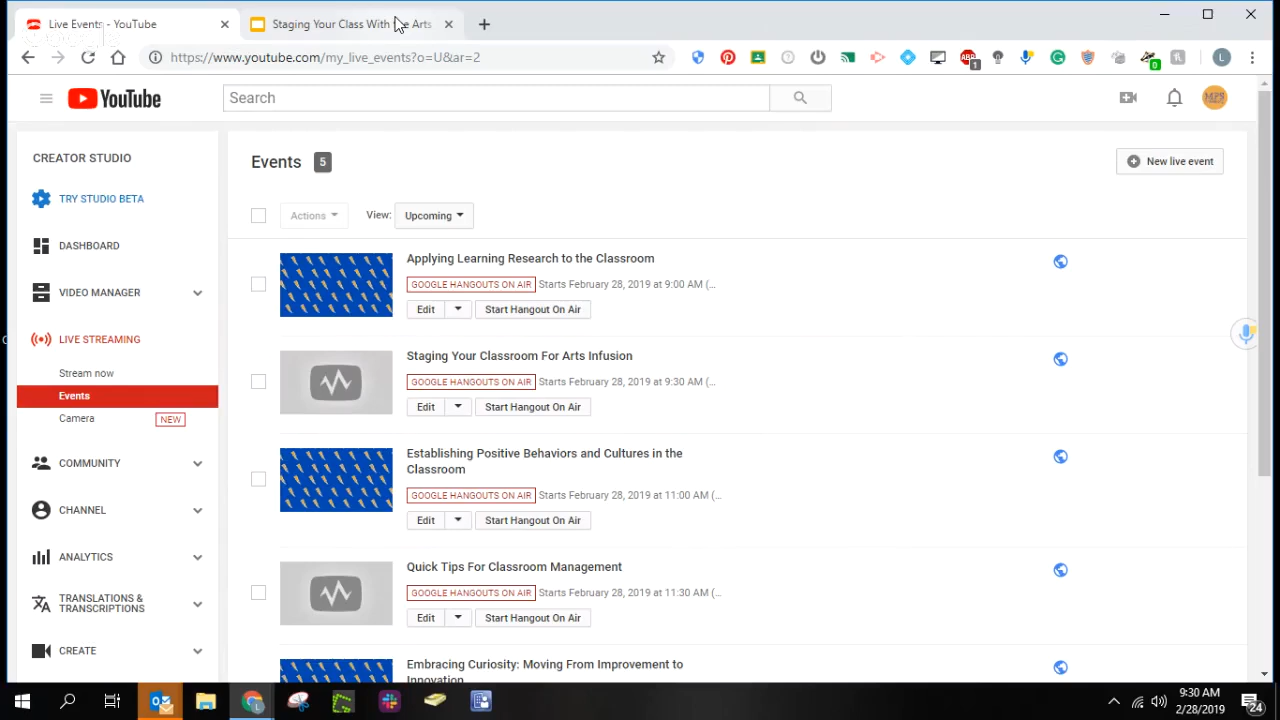 Live Events - YouTube
Staging Your Class With the Arts
https://www.youtube.com/my_live_events?o=U&ar=2
ABP
1
0
L
YouTube
Search
CREATOR STUDIO
TRY STUDIO BETA
DASHBOARD
VIDEO MANAGER
LIVE STREAMING
Stream now
Events
Camera
NEW
COMMUNITY
CHANNEL
ANALYTICS
TRANSLATIONS &
TRANSCRIPTIONS
CREATE
Events 5
New live event
Actions
View:
Upcoming
Applying Learning Research to the Classroom
GOOGLE HANGOUTS ON AIR Starts February 28, 2019 at 9:00 AM (...
Edit Start Hangout On Air
Staging Your Classroom For Arts Infusion
GOOGLE HANGOUTS ON AIR Starts February 28, 2019 at 9:30 AM (...
Edit Start Hangout On Air
Establishing Positive Behaviors and Cultures in the
Classroom
GOOGLE HANGOUTS ON AIR Starts February 28, 2019 at 11:00 AM (...
Edit Start Hangout On Air
Quick Tips For Classroom Management
GOOGLE HANGOUTS ON AIR Starts February 28, 2019 at 11:30 AM (...
Edit Start Hangout On Air
Embracing Curiosity: Moving From Improvement to
Innovation
9:30 AM
2/28/2019
24